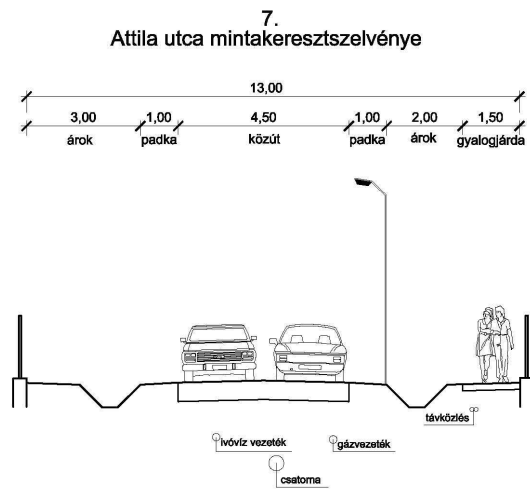 7.
Attila utca mintakeresztszelvénye
13,00
3,00 1,00 4,50 1,00 2,00 1,50
árok padka közút padka árok gyalogjárda
távközlés
ivóvíz vezeték
gázvezeték
csatorna